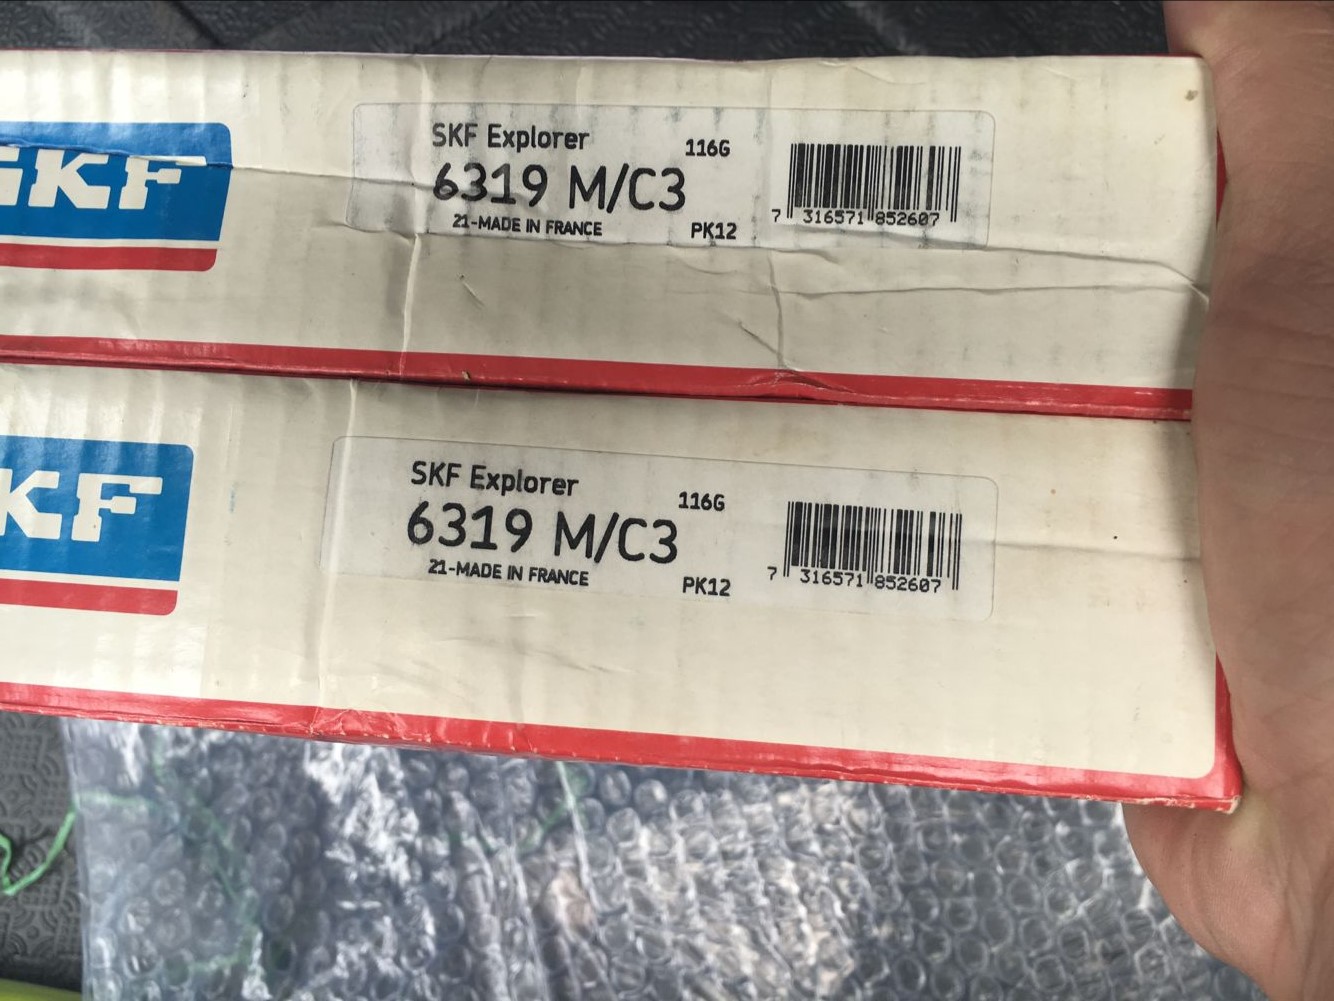 SKF
SKF Explorer
116G
6319 M/C3
21-MADE IN FRANCE
PK12
7 316571 852607
KF
SKF Explorer
116G
6319 M/C3
21-MADE IN FRANCE
PK12
7 316571 852607